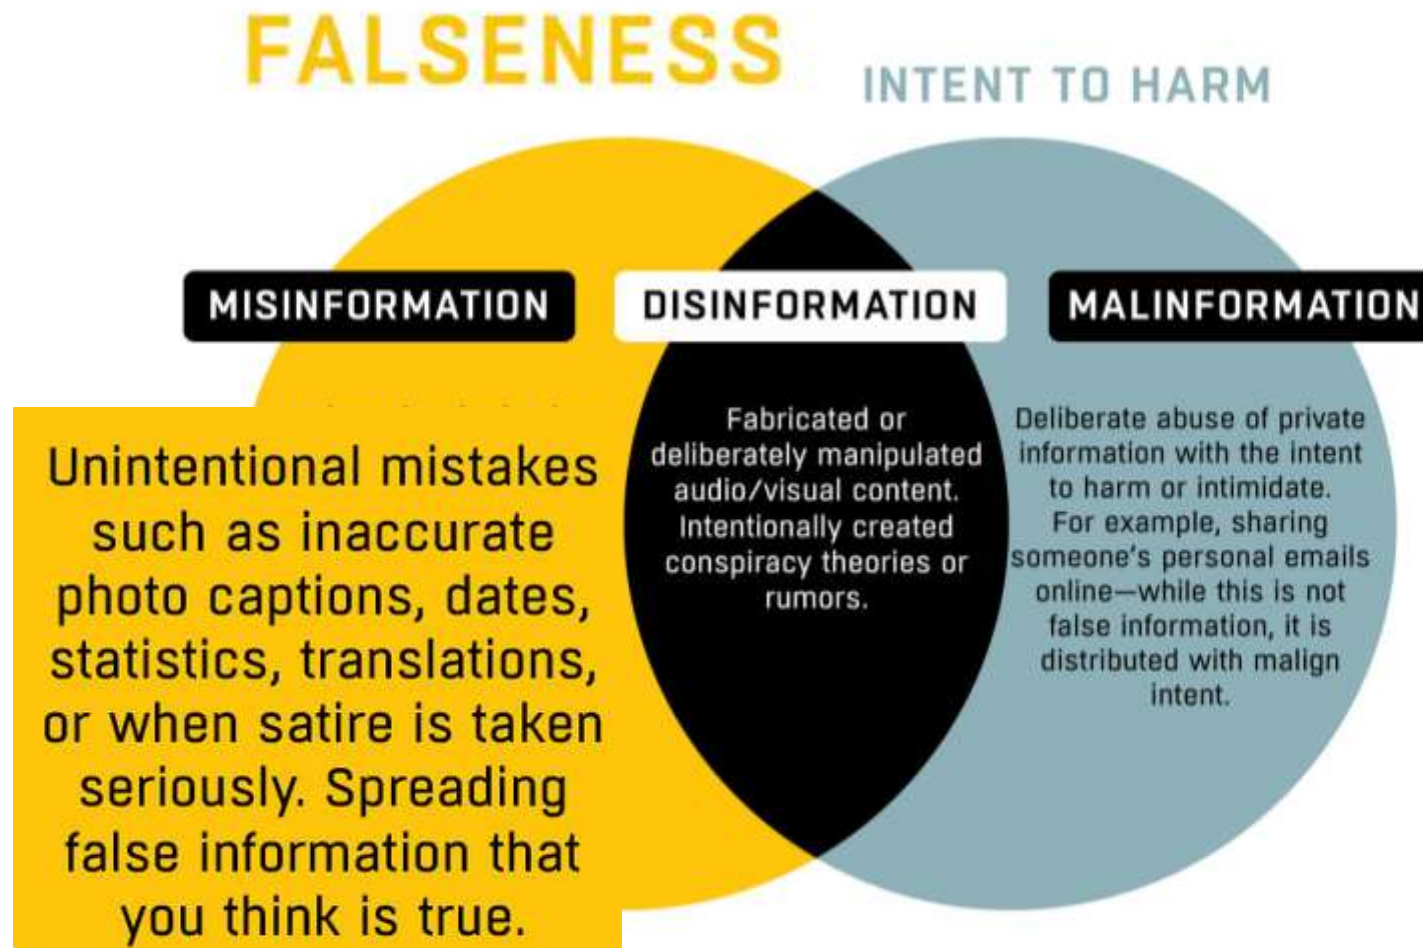 FALSENESS
INTENT TO HARM
MISINFORMATION
Unintentional mistakes
such as inaccurate
photo captions, dates,
statistics, translations,
or when satire is taken
seriously. Spreading
false information that
you think is true.
DISINFORMATION
Fabricated or
deliberately manipulated
audio/visual content.
Intentionally created
conspiracy theories or
rumors.
MALINFORMATION
Deliberate abuse of private
information with the intent
to harm or intimidate.
For example, sharing
someone's personal emails
online—while this is not
false information, it is
distributed with malign
intent.